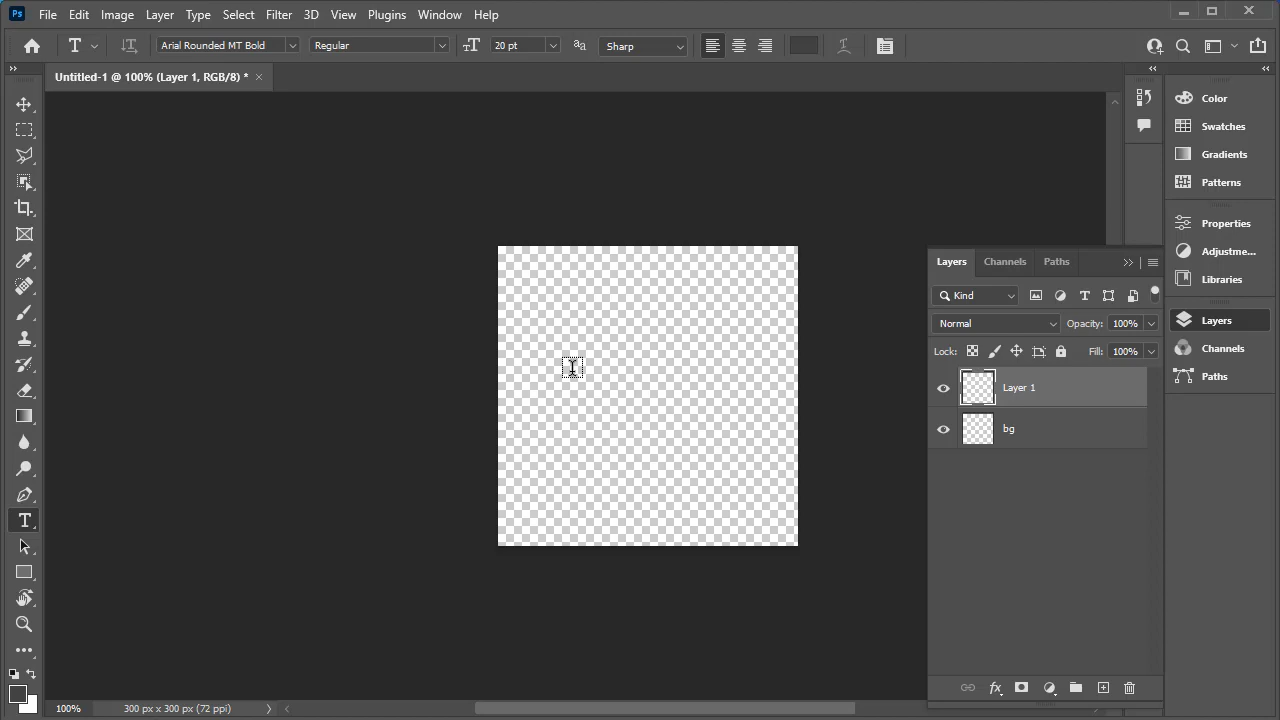 Ps File Edit Image Layer Type Select Filter 3D View Plugins Window Help
T Arial Rounded MT Bold Regular 20 pt Sharp
Untitled-1 @ 100% (Layer 1, RGB/8) *
Color
Swatches
Gradients
Patterns
Properties
Adjustme...
Libraries
Layers
Channels
Paths
Layers Channels Paths
Kind
Normal Opacity: 100%
Lock: Fill: 100%
Layer 1
bg
fx
100% 300 px x 300 px (72 ppi)